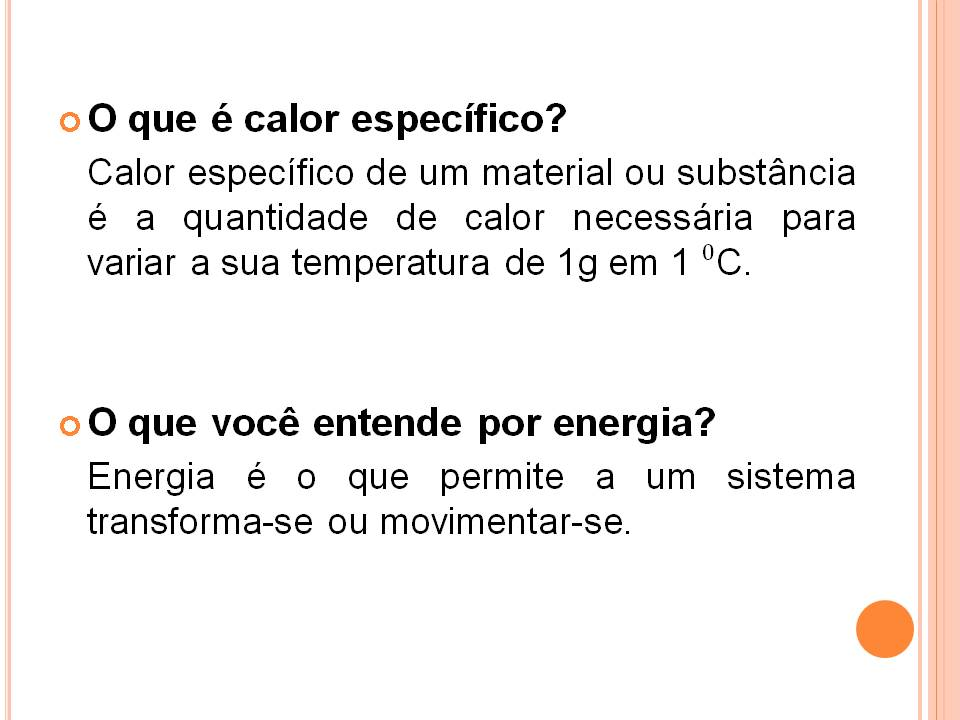 O que é calor específico?
Calor específico de um material ou substância
é a quantidade de calor necessária para
variar a sua temperatura de 1g em 1 ⁰C.
O que você entende por energia?
Energia é o que permite a um sistema
transforma-se ou movimentar-se.